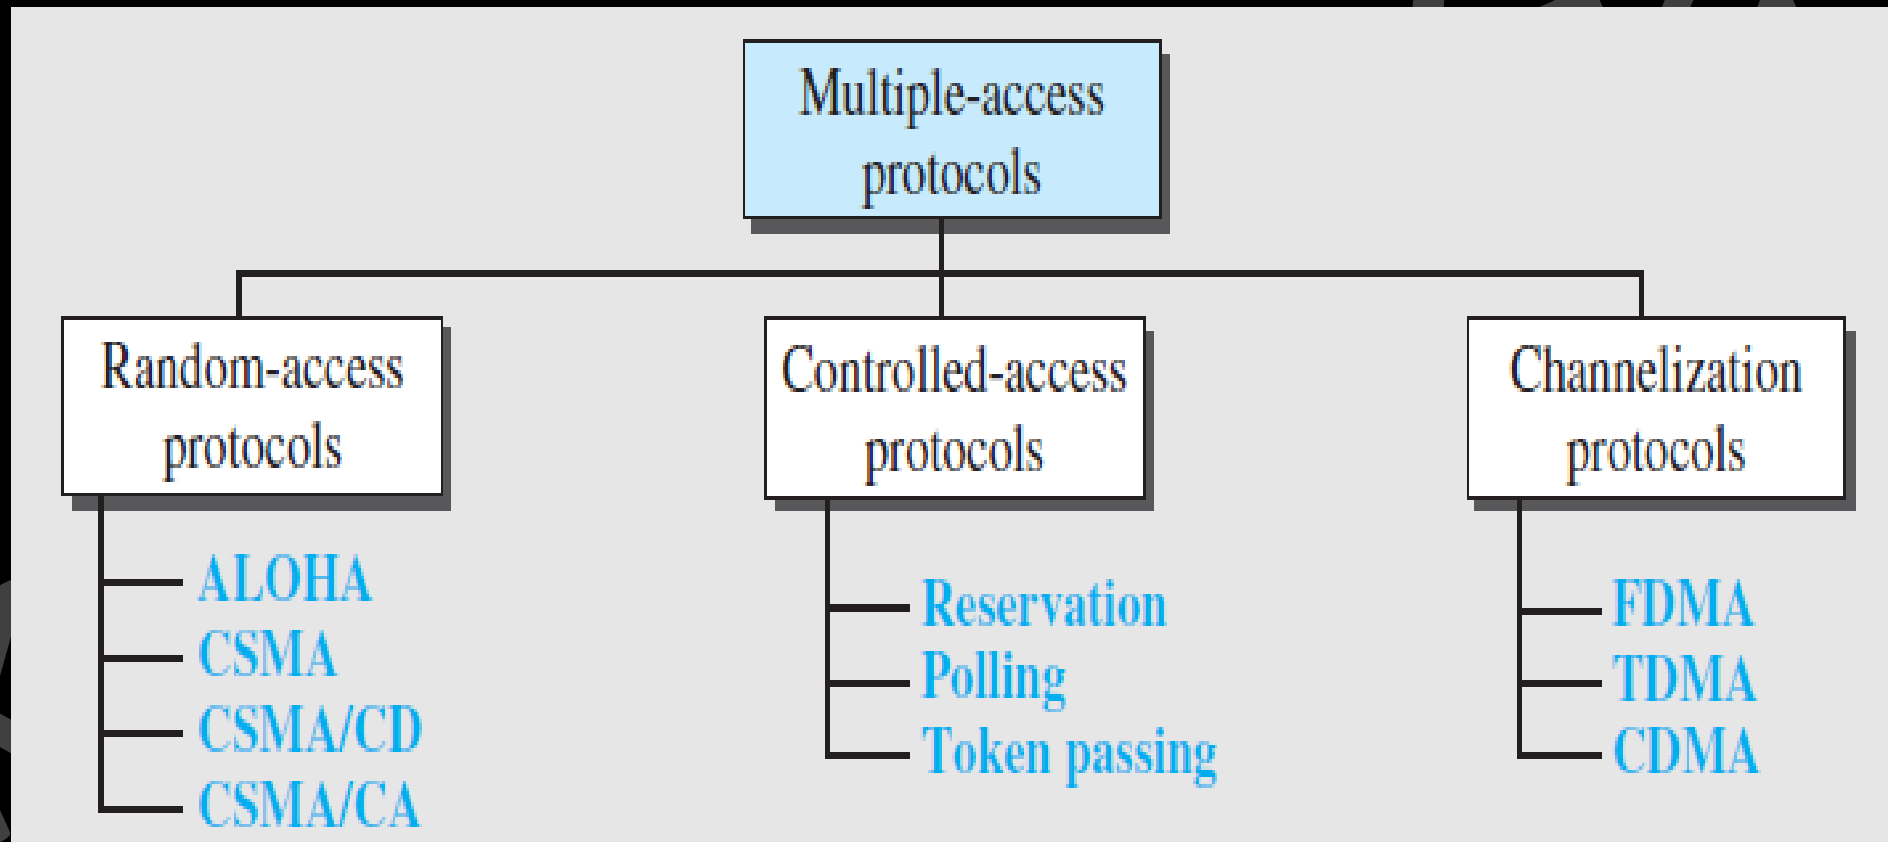 Multiple-access
protocols
Random-access
protocols
Controlled-access
protocols
Channelization
protocols
ALOHA
CSMA
CSMA/CD
CSMA/CA
Reservation
Polling
Token passing
FDMA
TDMA
CDMA